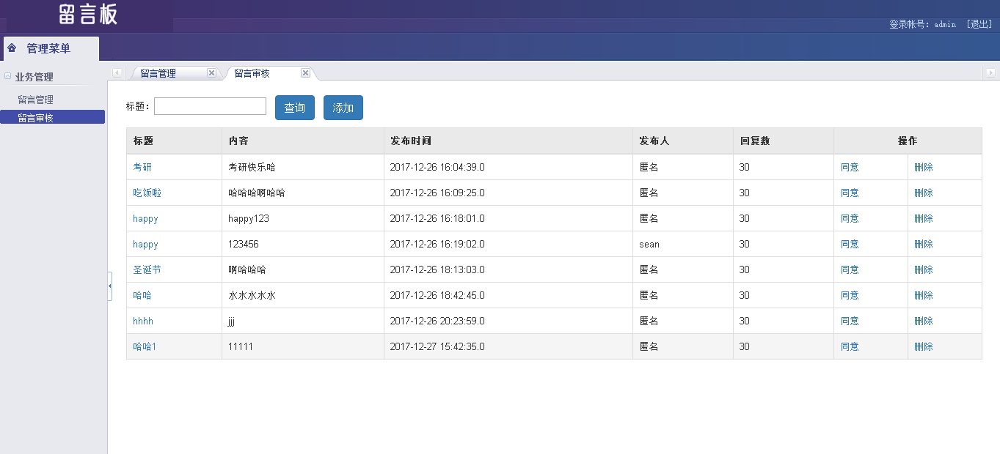 留言板
登录帐号：admin [退出]
管理菜单
业务管理
留言管理
留言审核
留言管理 留言审核
标题： 查询 添加
标题 内容 发布时间 发布人 回复数 操作
考研 考研快乐哈 2017-12-26 16:04:39.0 匿名 30 同意 删除
吃饭啦 哈哈哈啊哈哈 2017-12-26 16:09:25.0 匿名 30 同意 删除
happy happy123 2017-12-26 16:18:01.0 匿名 30 同意 删除
happy 123456 2017-12-26 16:19:02.0 sean 30 同意 删除
圣诞节 啊哈哈哈 2017-12-26 18:13:03.0 匿名 30 同意 删除
哈哈 水水水水水 2017-12-26 18:42:45.0 匿名 30 同意 删除
hhhh jjj 2017-12-26 20:23:59.0 匿名 30 同意 删除
哈哈1 11111 2017-12-27 15:42:35.0 匿名 30 同意 删除